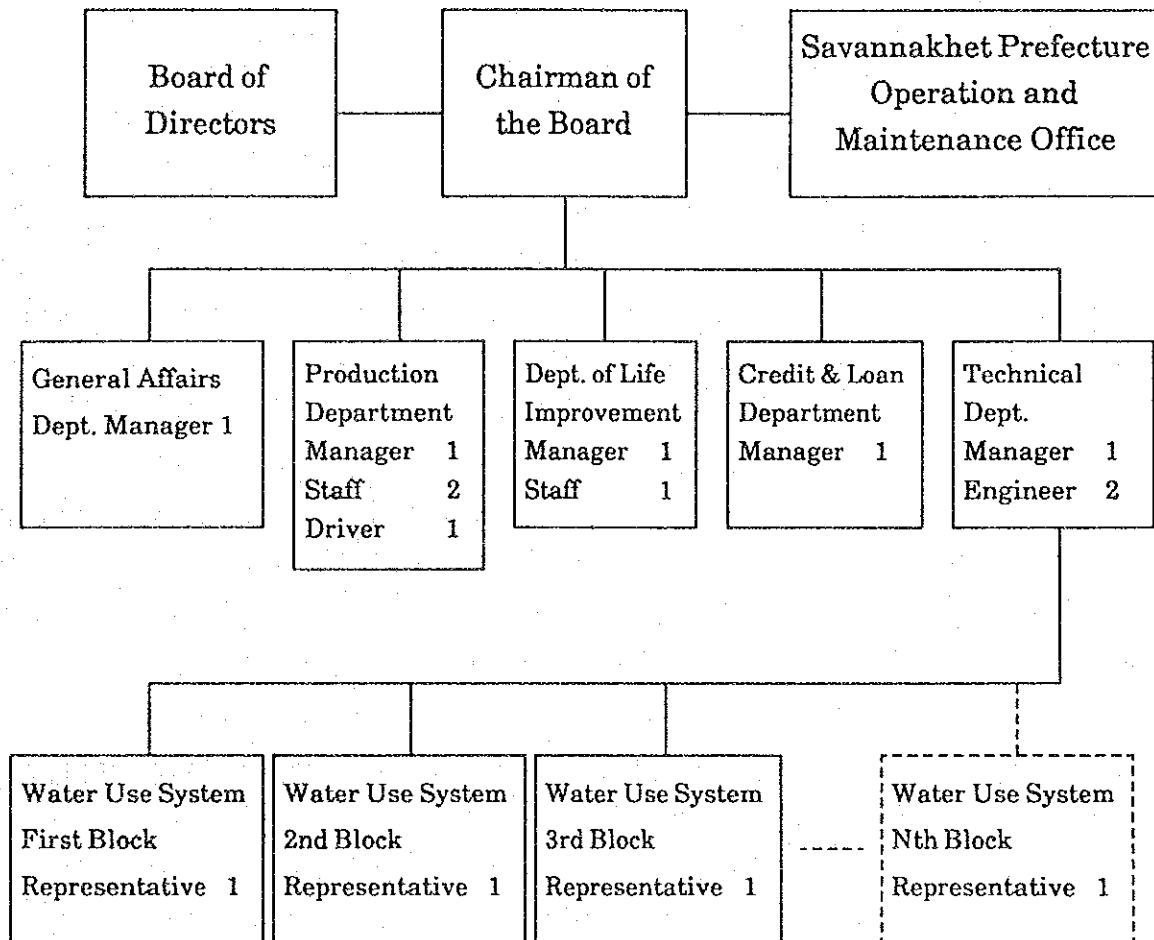 Board of
Directors
Chairman of
the Board
Savannakhet Prefecture
Operation and
Maintenance Office
General Affairs
Dept. Manager 1
Production
Department
Manager 1
Staff 2
Driver 1
Dept. of Life
Improvement
Manager 1
Staff 1
Credit & Loan
Department
Manager 1
Technical
Dept.
Manager 1
Engineer 2
Water Use System
First Block
Representative 1
Water Use System
2nd Block
Representative 1
Water Use System
3rd Block
Representative 1
Water Use System
Nth Block
Representative 1